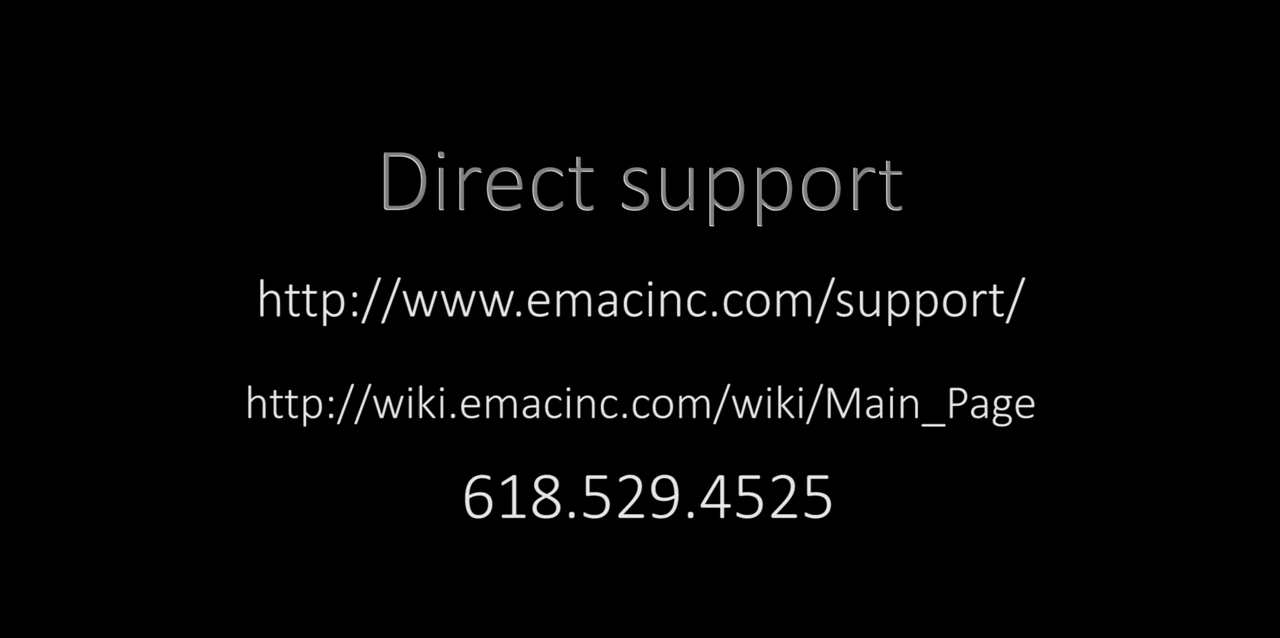 Direct support
http://www.emacinc.com/support/
http://wiki.emacinc.com/wiki/Main_Page
618.529.4525